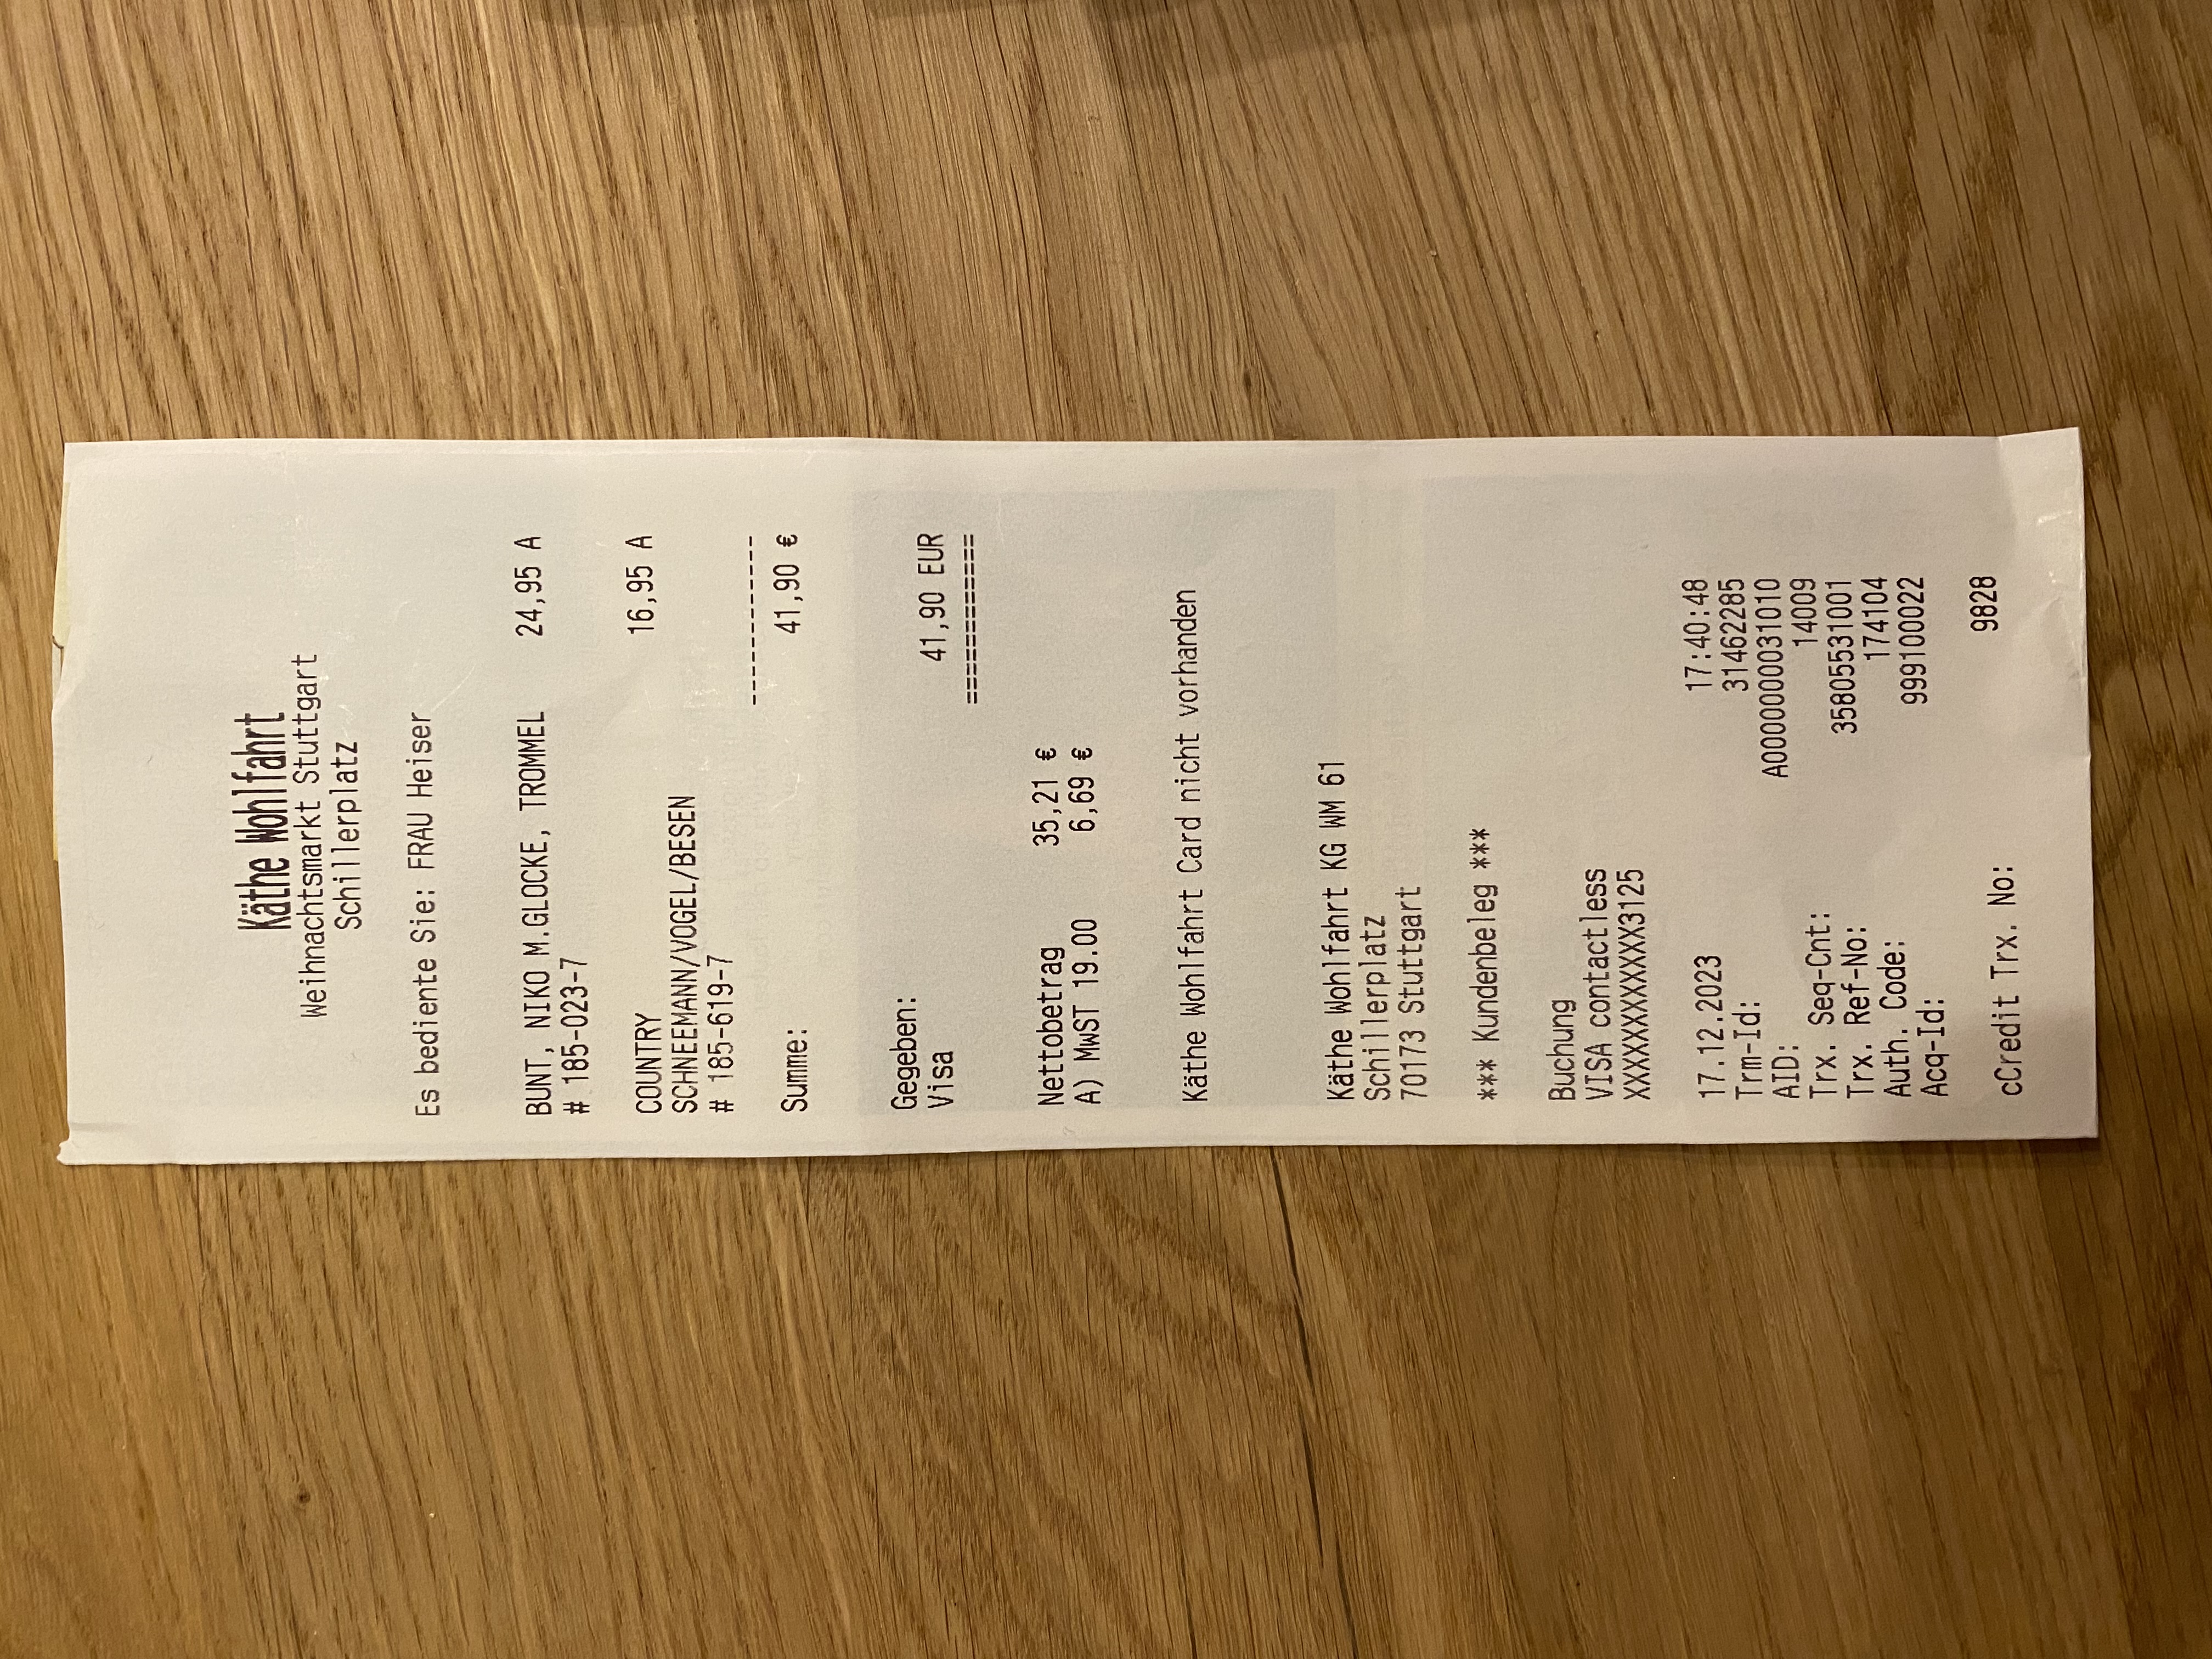 Käthe Wohlfahrt
Weihnachtsmarkt Stuttgart
Schillerplatz
Es bediente Sie: FRAU Heiser
BUNT, NIKO M.GLOCKE, TROMMEL 24,95 A
# 185-023-7
COUNTRY 16,95 A
SCHNEEMANN/VOGEL/BESEN
# 185-619-7
------------
Summe: 41,90 €
Gegeben:
Visa 41,90 EUR
============
Nettobetrag 35,21 €
A) MwST 19.00 6,69 €
Käthe Wohlfahrt Card nicht vorhanden
Käthe Wohlfahrt KG WM 61
Schillerplatz
70173 Stuttgart
*** Kundenbeleg ***
Buchung
VISA contactless
XXXXXXXXXXXX3125
17.12.2023 17:40:48
Trm-Id: 31462285
AID: A0000000031010
Trx. Seq-Cnt: 14009
Trx. Ref-No: 35805531001
Auth. Code: 174104
Acq-Id: 999100022
cCredit Trx. No: 9828